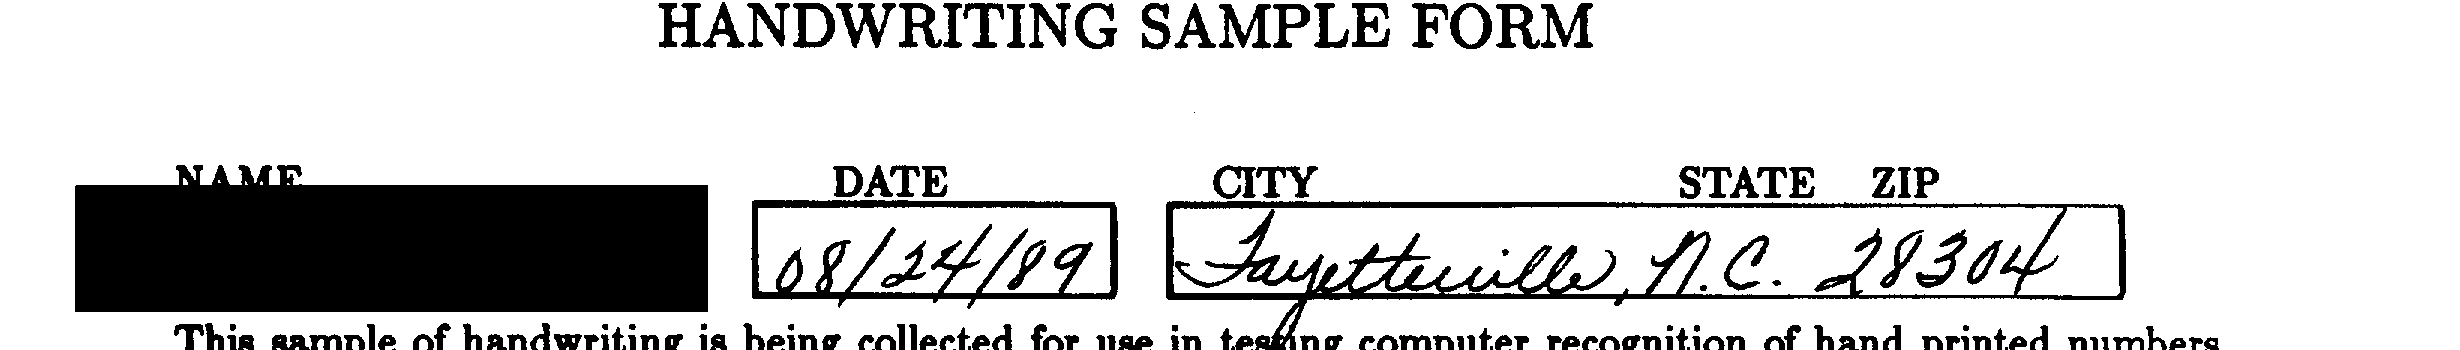 HANDWRITING SAMPLE FORM
NAME DATE CITY STATE ZIP
08/24/89 Fayetteville, N.C. 28304
This sample of handwriting is being collected for use in testing computer recognition of hand printed numbers